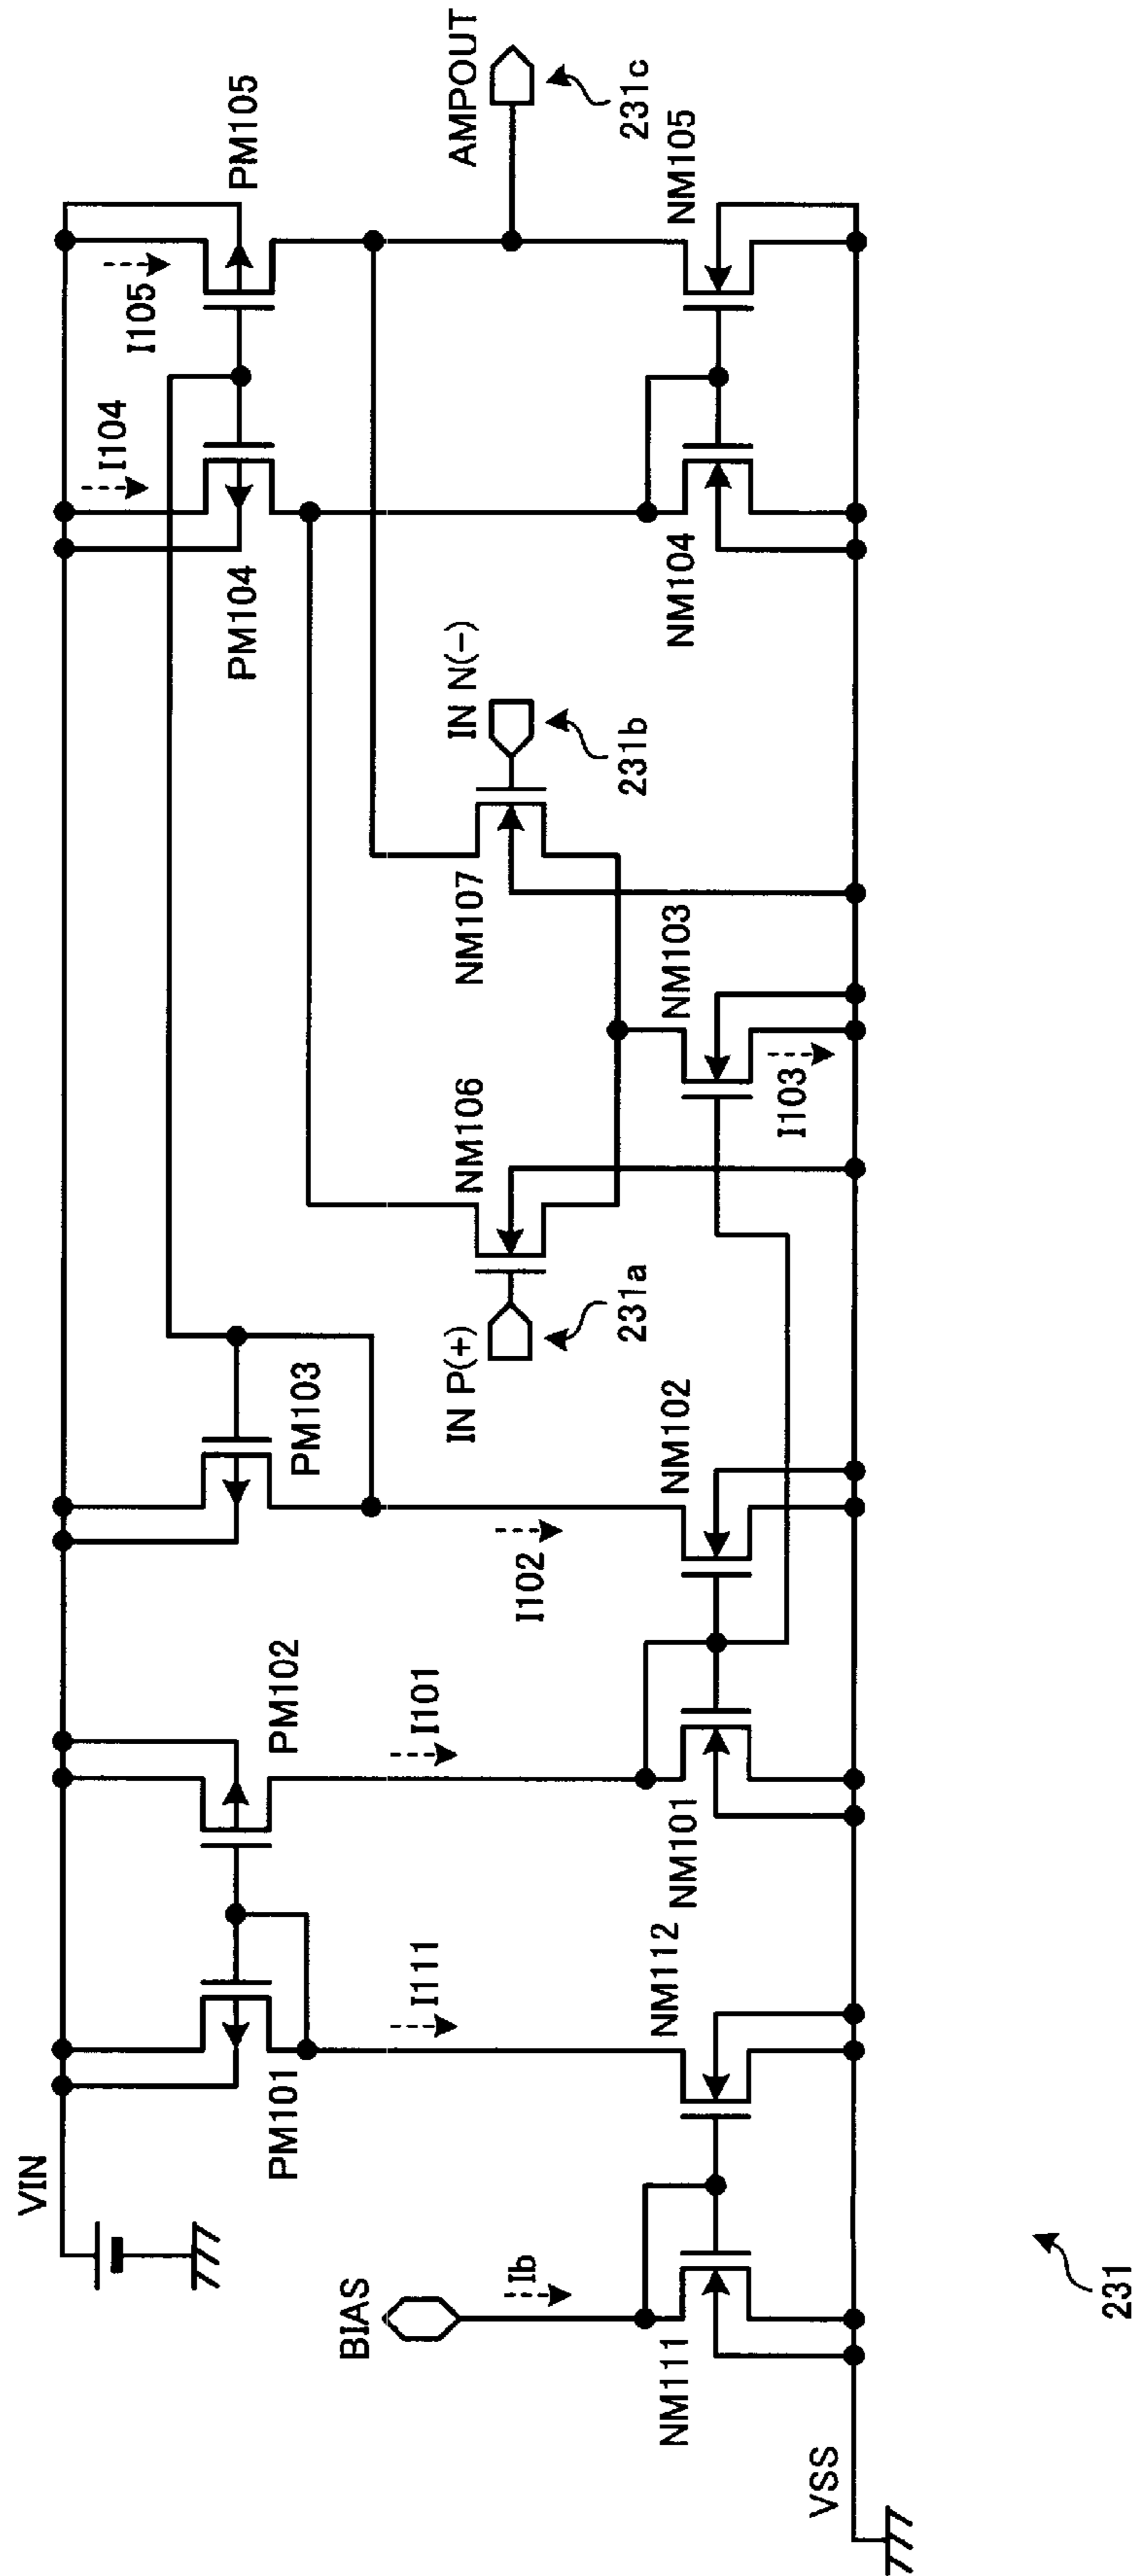 VIN
BIAS
Ib
NM111
VSS
PM101
I111
NM112
PM102
I101
NM101
PM103
I102
NM102
IN P(+)
231a
NM106
NM107
IN N(-)
231b
NM103
I103
I104
PM104
NM104
I105
PM105
NM105
AMPOUT
231c
231